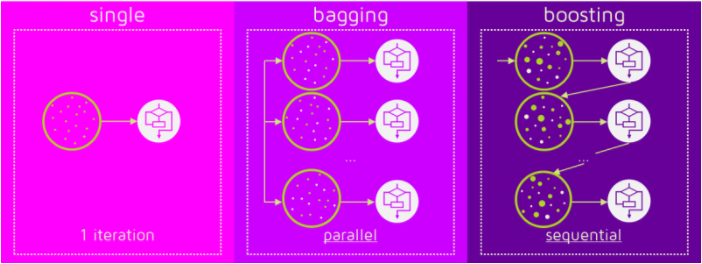 single
bagging
boosting
...
...
1 iteration
parallel
sequential